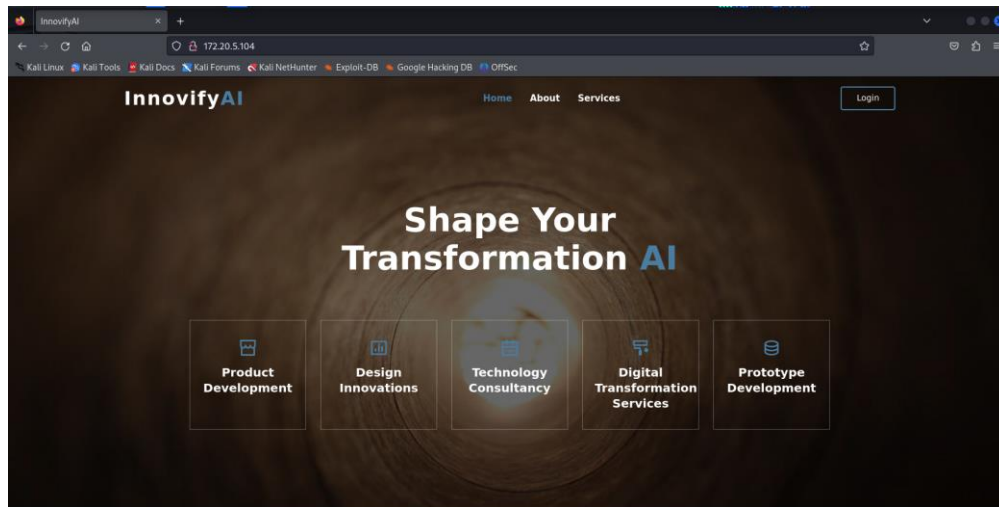 InnovifyAI
172.20.5.104
Kali Linux Kali Tools Kali Docs Kali Forums Kali NetHunter Exploit-DB Google Hacking DB OffSec
InnovifyAI Home About Services Login
Shape Your
Transformation AI
Product
Development
Design
Innovations
Technology
Consultancy
Digital
Transformation
Services
Prototype
Development